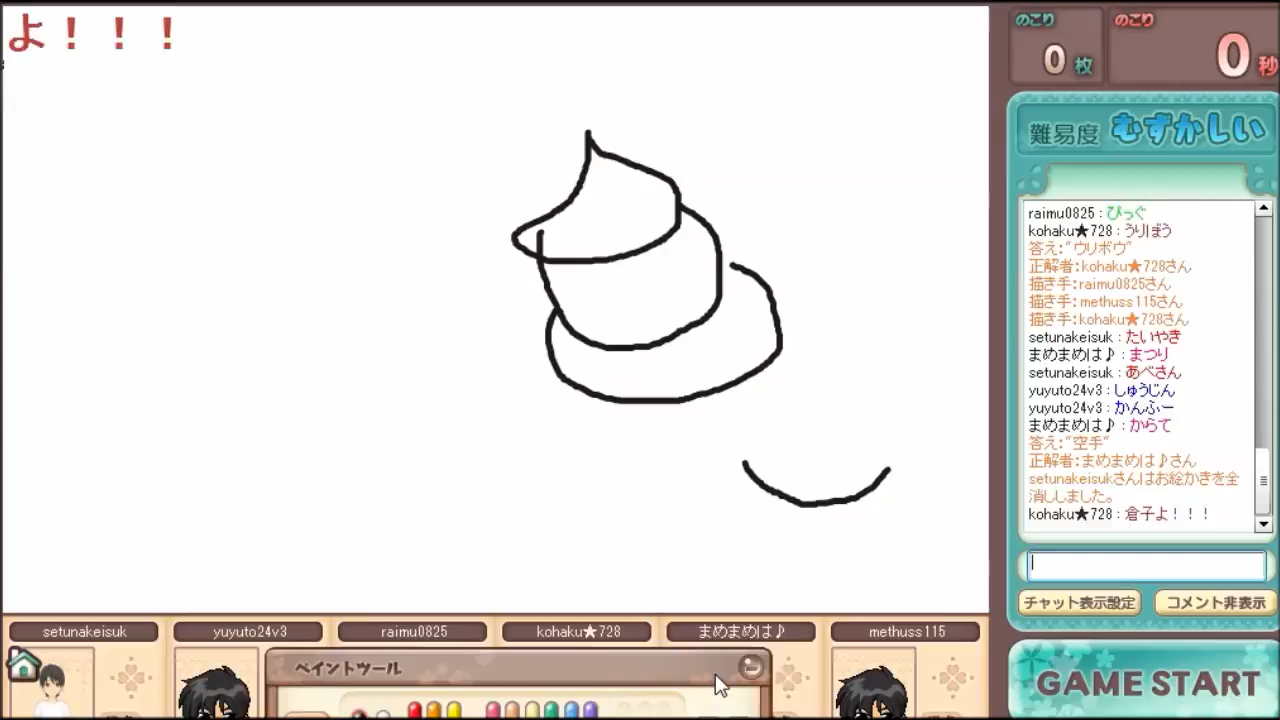 よ！！！
のこり
0 枚
のこり
0 秒
難易度 むずかしい
raimu0825 : ぴっぐ
kohaku★728 : うりぼう
答え:"ウリボウ"
正解者:kohaku★728さん
描き手:raimu0825さん
描き手:methuss115さん
描き手:kohaku★728さん
setunakeisuk : たいやき
まめまめは♪ : まつり
setunakeisuk : あべさん
yuyuto24v3 : しゅうじん
yuyuto24v3 : かんふー
まめまめは♪ : からて
答え:"空手"
正解者:まめまめは♪さん
setunakeisukさんはお絵かきを全
消ししました。
kohaku★728 : 倉子よ！！！
チャット表示設定
コメント非表示
setunakeisuk
yuyuto24v3
raimu0825
kohaku★728
まめまめは♪
methuss115
ペイントツール
GAME START